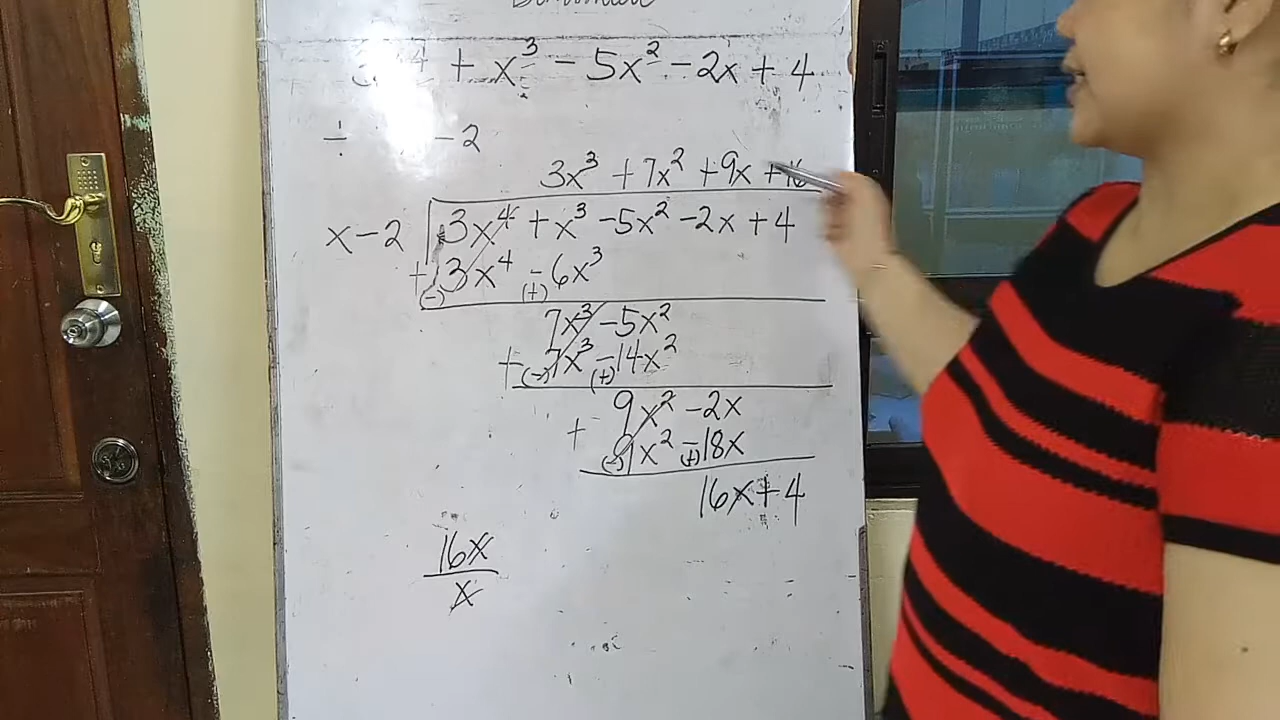 + x³ - 5x² - 2x + 4
÷ - 2
3x³ + 7x² + 9x + 16
x - 2 3x⁴ + x³ - 5x² - 2x + 4
+ (-) 3x⁴ (+) - 6x³
7x³ - 5x²
+ (-) 7x³ (+) - 14x²
9x² - 2x
+ (-) 9x² (+) - 18x
16x + 4
16x
x